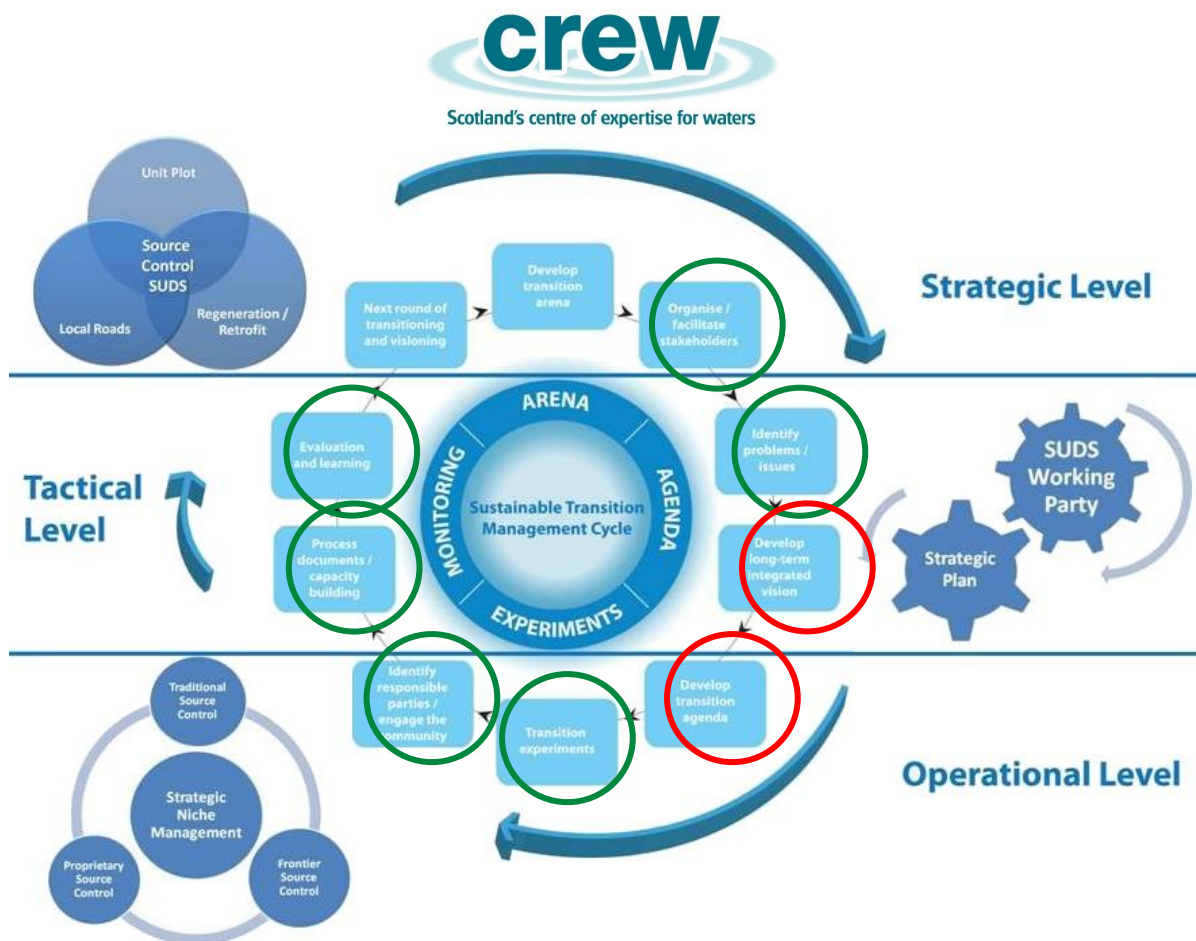 crew
Scotland's centre of expertise for waters
Unit Plot
Source
Control
SUDS
Local Roads
Regeneration /
Retrofit
Develop
transition
arena
Organise /
facilitate
stakeholders
Next round of
transitioning
and visioning
Strategic Level
ARENA
AGENDA
EXPERIMENTS
MONITORING
Sustainable Transition
Management Cycle
Evaluation
and learning
Identify
problems /
issues
SUDS
Working
Party
Strategic
Plan
Tactical
Level
Process
documents /
capacity
building
Develop
long-term
integrated
vision
Identify
responsible
parties /
engage the
community
Transition
experiments
Develop
transition
agenda
Operational Level
Traditional
Source
Control
Strategic
Niche
Management
Proprietary
Source
Control
Frontier
Source
Control